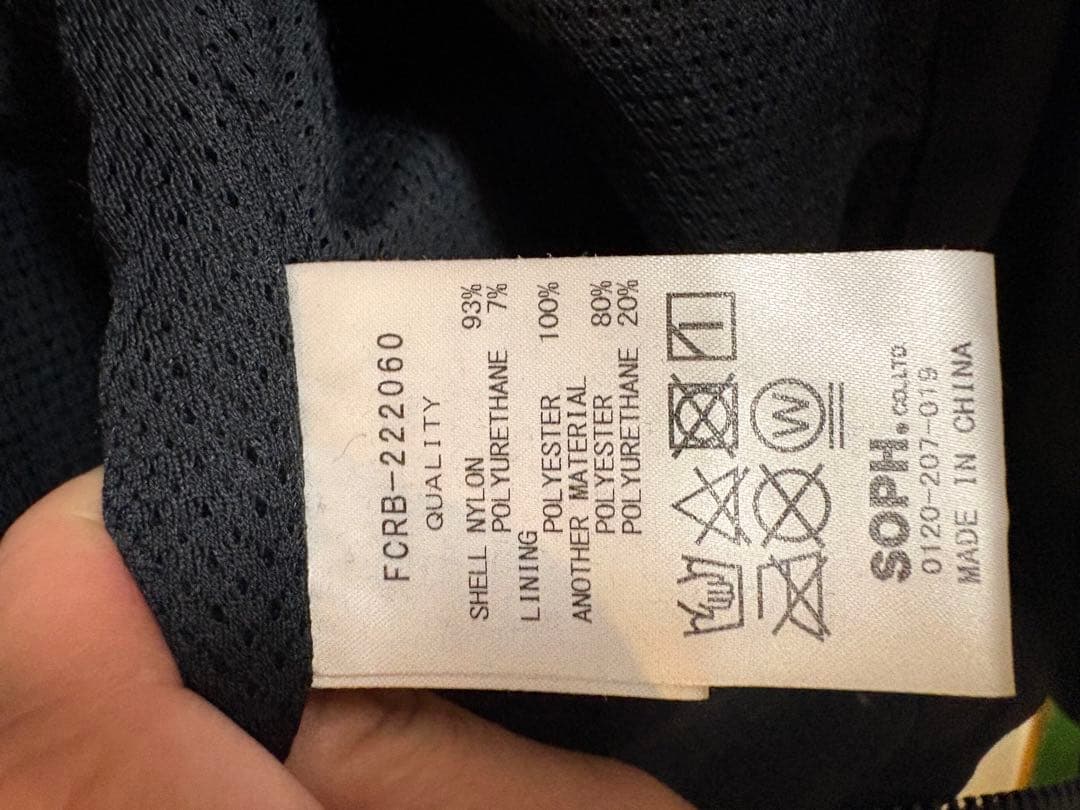 FCRB-222060
QUALITY
SHELL NYLON 93%
POLYURETHANE 7%
LINING
POLYESTER 100%
ANOTHER MATERIAL
POLYESTER 80%
POLYURETHANE 20%
W
SOPH.CO.,LTD.
0120-207-019
MADE IN CHINA